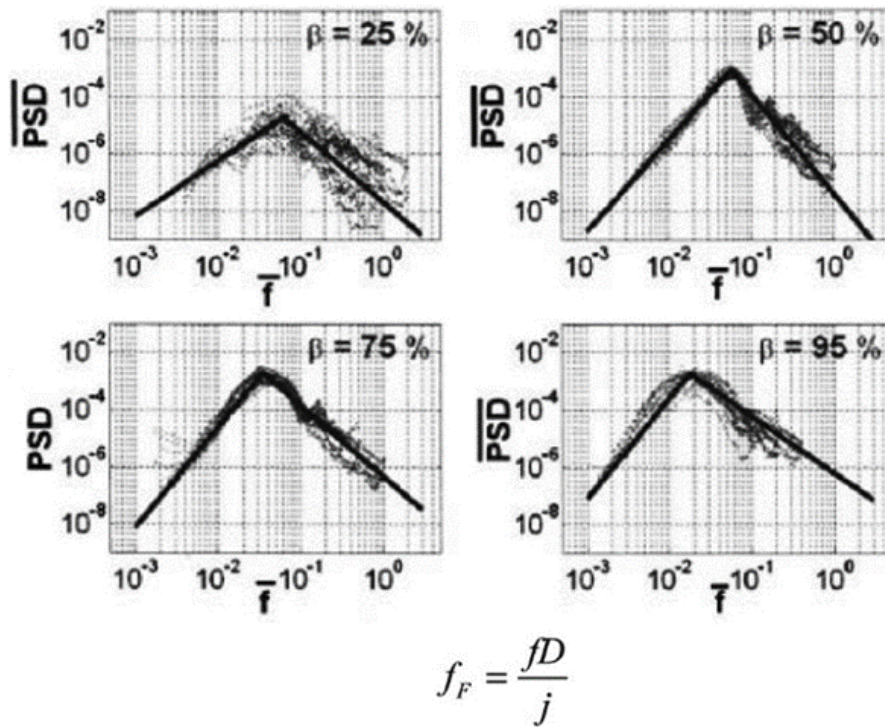 10⁻² 10⁻⁴ 10⁻⁶ 10⁻⁸
PSD
β = 25 %
10⁻³ 10⁻² 10⁻¹ 10⁰
f̅
10⁻² 10⁻⁴ 10⁻⁶ 10⁻⁸
P̅S̅D̅
β = 50 %
10⁻³ 10⁻² 10⁻¹ 10⁰
f̅
10⁻² 10⁻⁴ 10⁻⁶ 10⁻⁸
PSD
β = 75 %
10⁻³ 10⁻² 10⁻¹ 10⁰
f̅
10⁻² 10⁻⁴ 10⁻⁶ 10⁻⁸
P̅S̅D̅
β = 95 %
10⁻³ 10⁻² 10⁻¹ 10⁰
f̅
f_F = fD / j